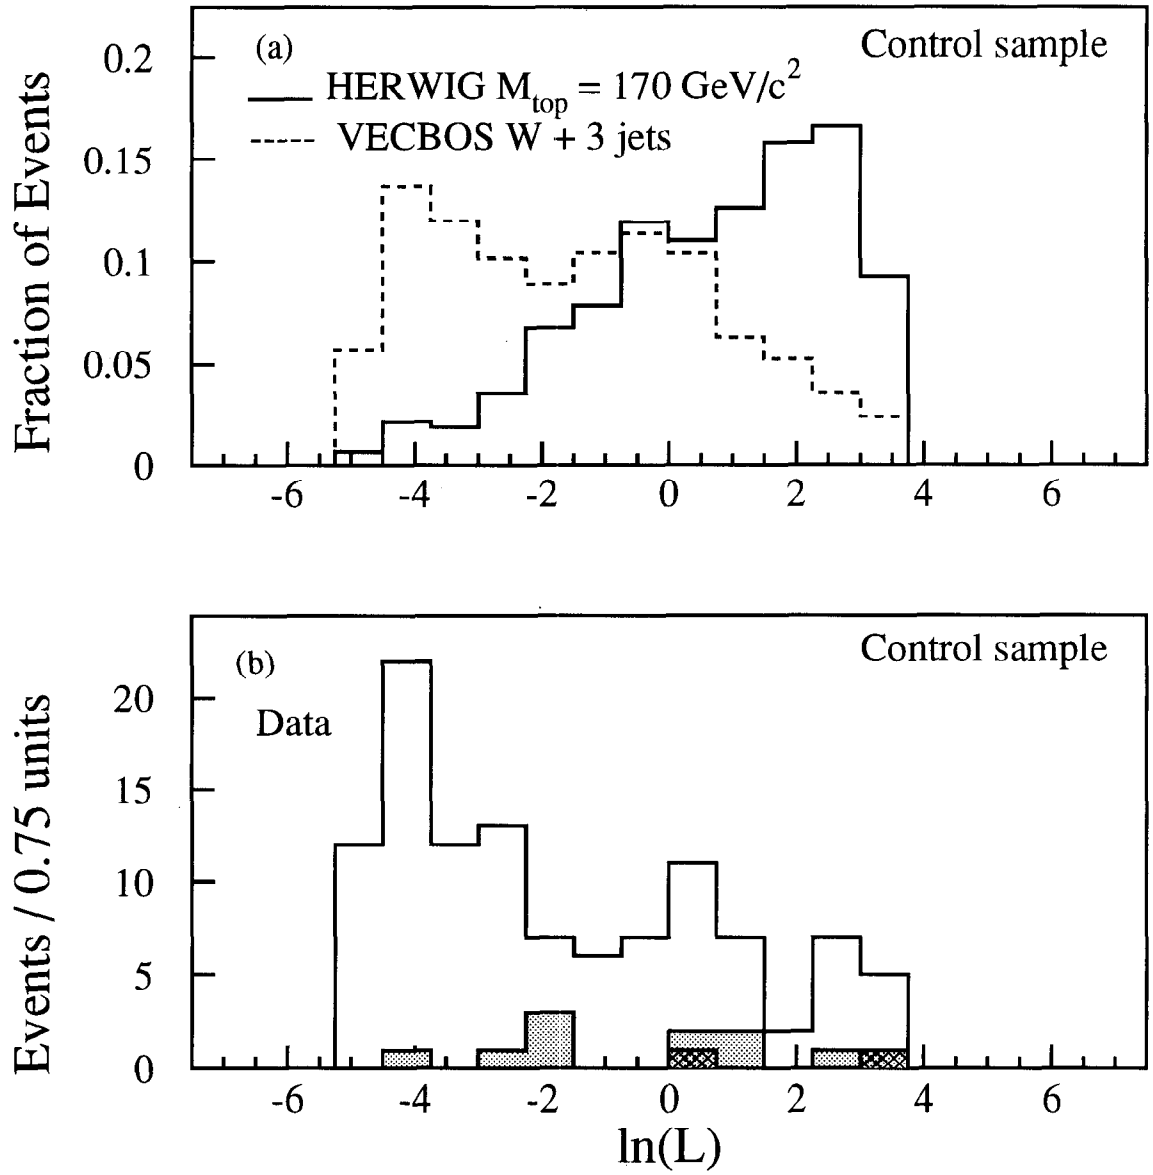 (a)
Control sample
HERWIG M_top = 170 GeV/c^2
VECBOS W + 3 jets
Fraction of Events
0.2
0.15
0.1
0.05
0
-6 -4 -2 0 2 4 6
(b)
Control sample
Data
Events / 0.75 units
20
15
10
5
0
-6 -4 -2 0 2 4 6
ln(L)